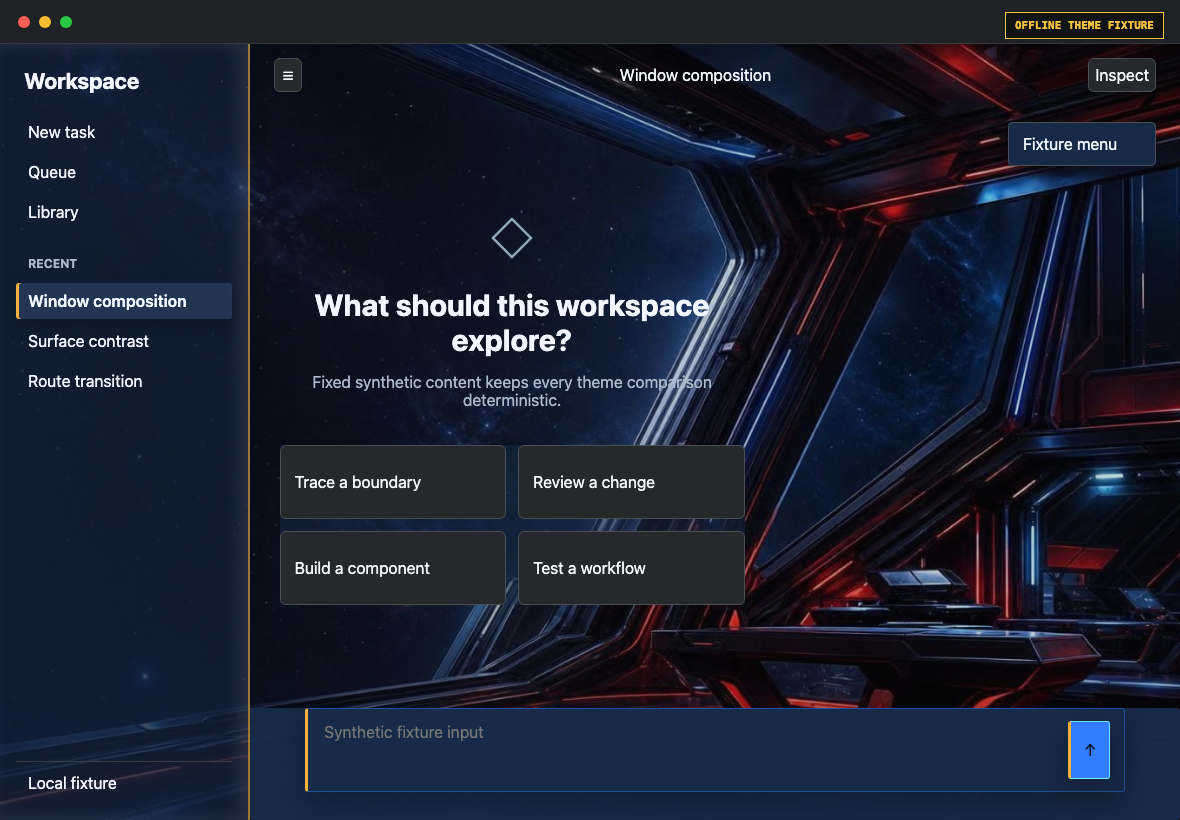 OFFLINE THEME FIXTURE
Workspace
New task
Queue
Library
RECENT
Window composition
Surface contrast
Route transition
Local fixture
Window composition
Inspect
Fixture menu
What should this workspace
explore?
Fixed synthetic content keeps every theme comparison
deterministic.
Trace a boundary
Review a change
Build a component
Test a workflow
Synthetic fixture input